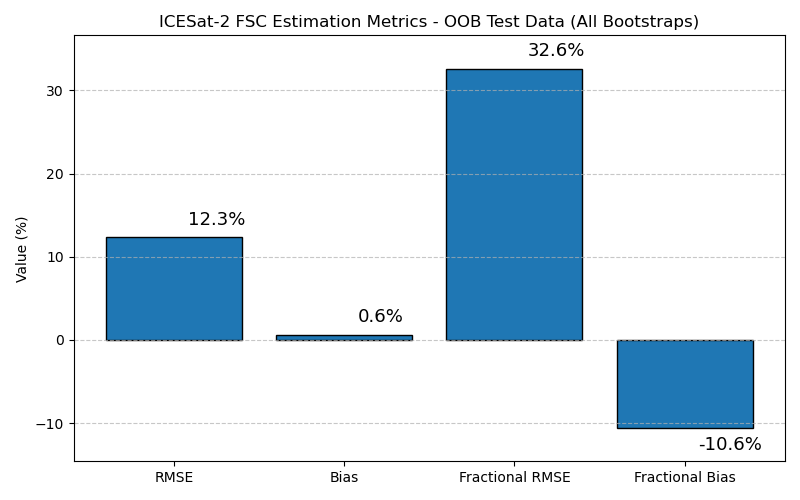 ICESat-2 FSC Estimation Metrics - OOB Test Data (All Bootstraps)
32.6%
30
20
12.3%
10
0.6%
0
−10
-10.6%
Value (%)
RMSE
Bias
Fractional RMSE
Fractional Bias